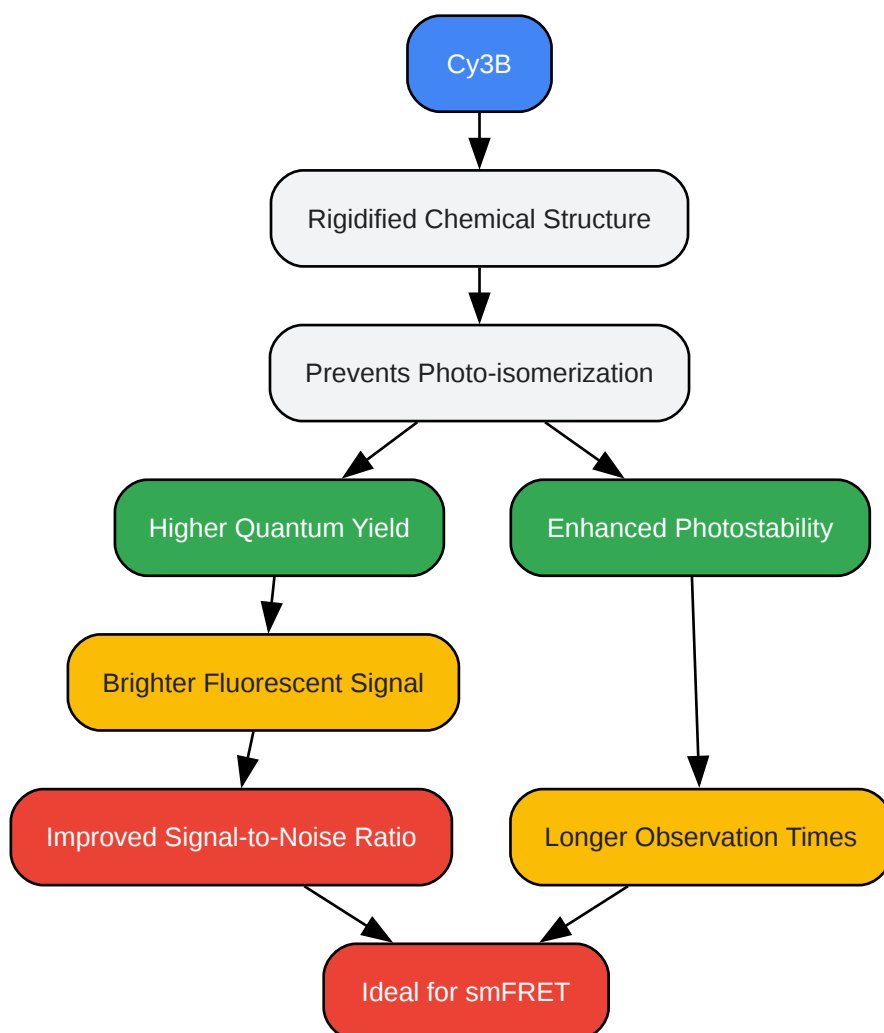 Cy3B
Rigidified Chemical Structure
Prevents Photo-isomerization
Higher Quantum Yield
Enhanced Photostability
Brighter Fluorescent Signal
Improved Signal-to-Noise Ratio
Longer Observation Times
Ideal for smFRET